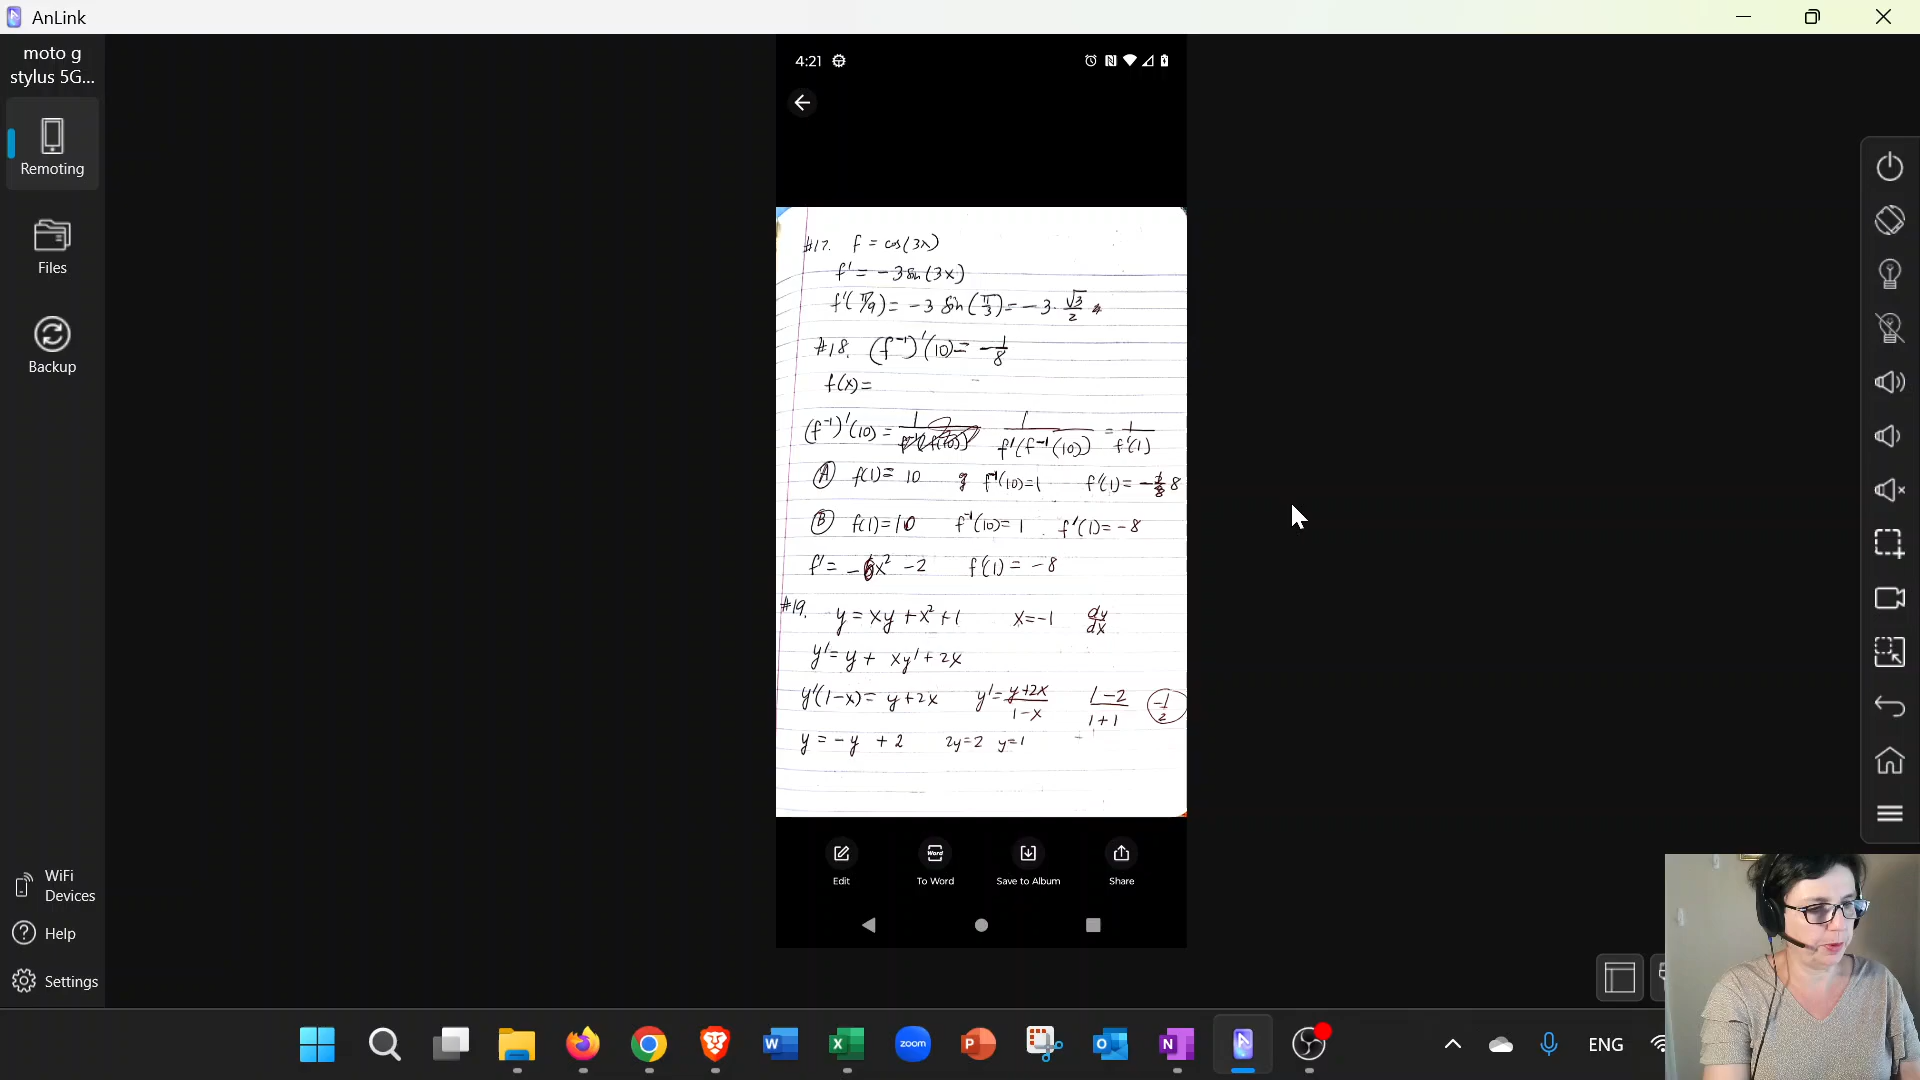 AnLink
moto g
stylus 5G...
Remoting
Files
Backup
WiFi
Devices
Help
Settings
4:21
#17. f = cos(3x)
f' = -3 sin (3x)
f'(π/9) = -3 sin (π/3) = -3 · √3/2
#18. (f⁻¹)'(10) = -1/8
f(x) =
(f⁻¹)'(10) = 1/ 1/f'(f⁻¹(10)) = 1/f'(1)
Ⓐ f(1) = 10 f⁻¹(10) = 1 f'(1) = - 8
Ⓑ f(1) = 10 f⁻¹(10) = 1 f'(1) = -8
f' = -6x² - 2 f'(1) = -8
#19. y = xy + x² + 1 x = -1 dy/dx
y' = y + xy' + 2x
y'(1-x) = y + 2x y' = y+2x/1-x 1-2/1+1 -1/2
y = -y + 2 2y = 2 y = 1
Edit
Word
To Word
Save to Album
Share
zoom
ENG